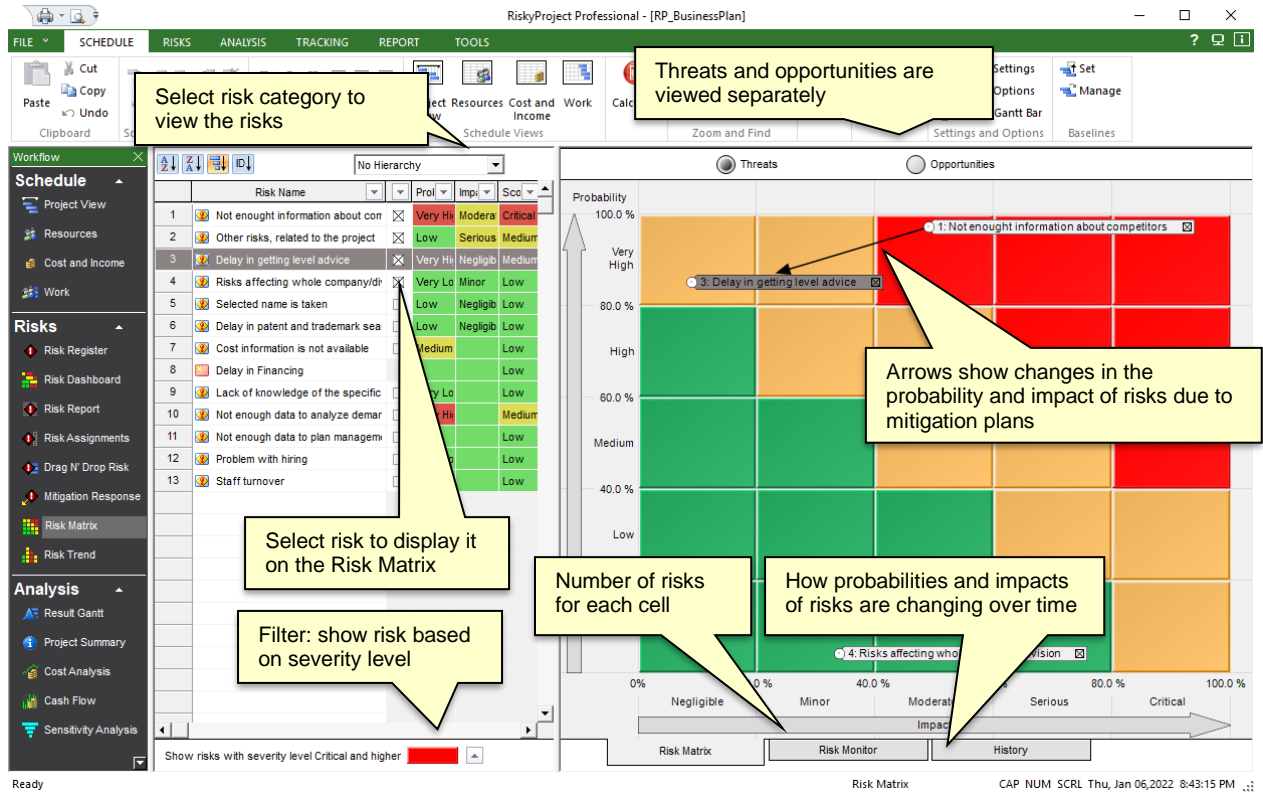 RiskyProject Professional - [RP_BusinessPlan]
FILE SCHEDULE RISKS ANALYSIS TRACKING REPORT TOOLS
Paste
Cut
Copy
Undo
Clipboard
Resources
Cost and Income
Work
Schedule Views
Zoom and Find
Settings
Options
Gantt Bar
Settings and Options
Set
Manage
Baselines
Select risk category to
view the risks
Threats and opportunities are
viewed separately
Workflow
Schedule
Project View
Resources
Cost and Income
Work
Risks
Risk Register
Risk Dashboard
Risk Report
Risk Assignments
Drag N' Drop Risk
Mitigation Response
Risk Matrix
Risk Trend
Analysis
Result Gantt
Project Summary
Cost Analysis
Cash Flow
Sensitivity Analysis
No Hierarchy
Risk Name Prol Impa Sco
1 Not enought information about com Very Hi Modera Critical
2 Other risks, related to the project Low Serious Medium
3 Delay in getting level advice Very Hi Negligib Medium
4 Risks affecting whole company/di Very Lo Minor Low
5 Selected name is taken Low Negligib Low
6 Delay in patent and trademark sea Low Negligib Low
7 Cost information is not available Medium Low
8 Delay in Financing Low
9 Lack of knowledge of the specific Low
10 Not enough data to analyze demar Medium
11 Not enough data to plan managem Low
12 Problem with hiring Low
13 Staff turnover Low
Select risk to display it
on the Risk Matrix
Filter: show risk based
on severity level
Show risks with severity level Critical and higher
Threats Opportunities
Probability
100.0 %
Very High
80.0 %
High
60.0 %
Medium
40.0 %
Low
1: Not enought information about competitors
3: Delay in getting level advice
Arrows show changes in the
probability and impact of risks due to
mitigation plans
Number of risks
for each cell
How probabilities and impacts
of risks are changing over time
4: Risks affecting who vision
0% 40.0 % 80.0 % 100.0 %
Negligible Minor Moderat Serious Critical
Impac
Risk Matrix Risk Monitor History
Ready Risk Matrix CAP NUM SCRL Thu, Jan 06,2022 8:43:15 PM